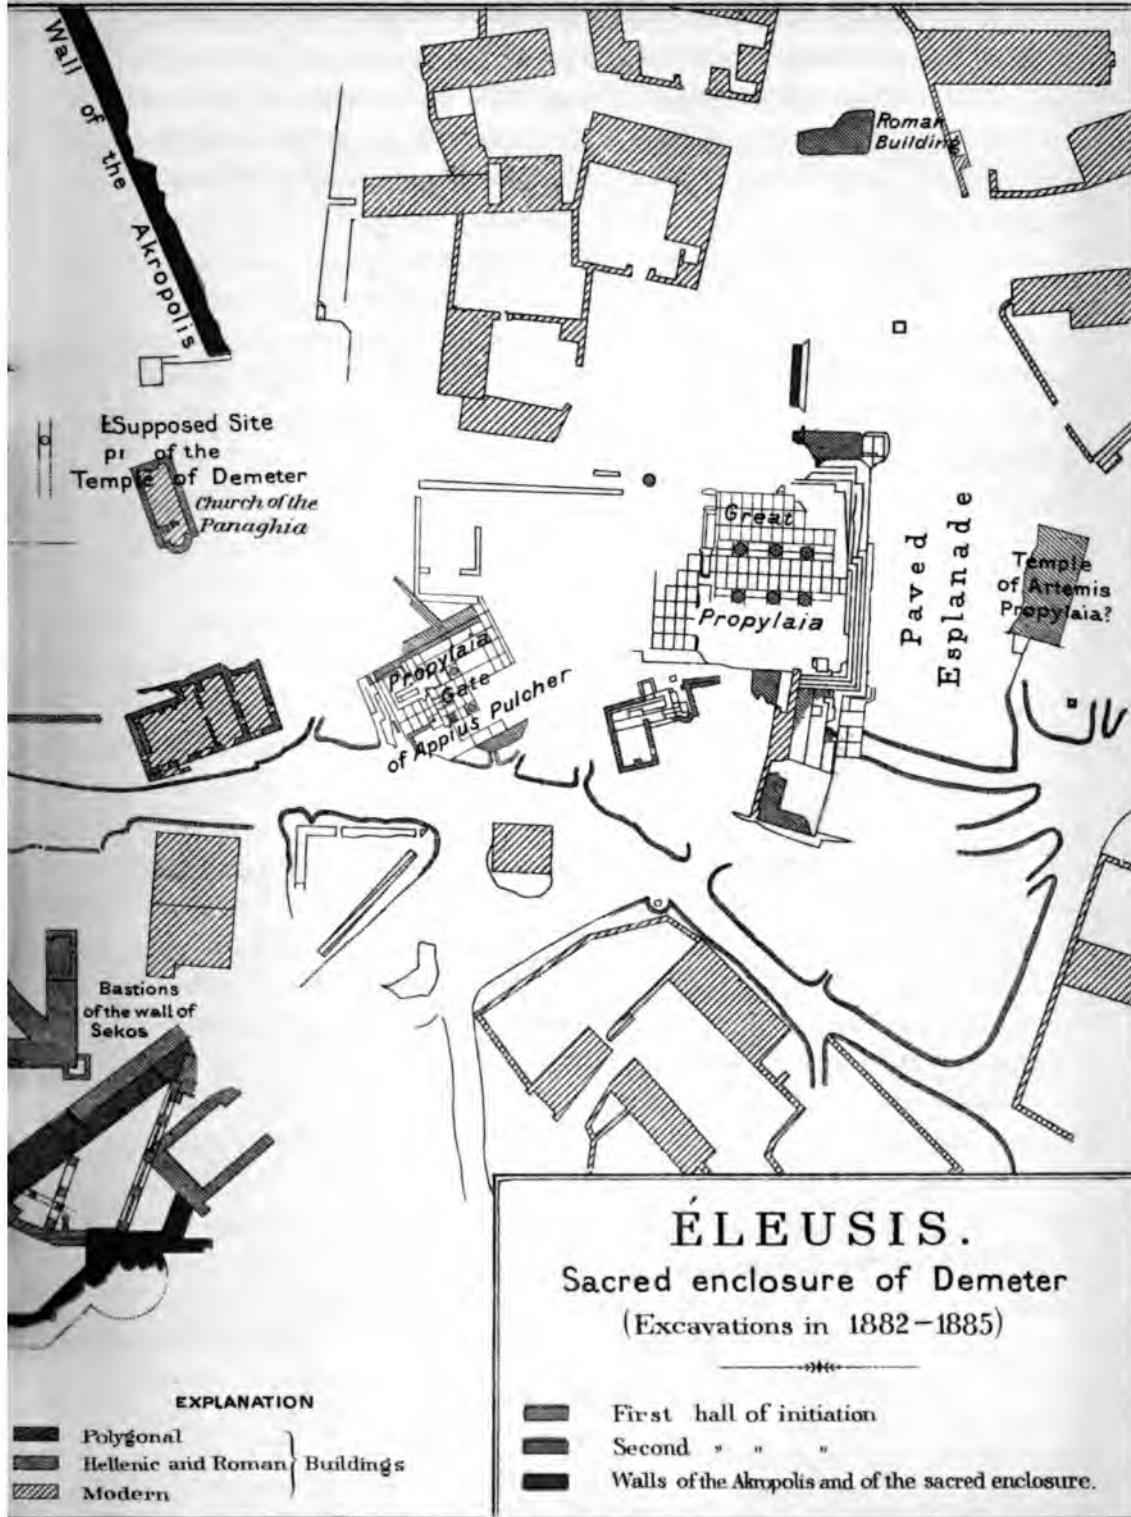 Wall of the Akropolis
Roman
Building
Supposed Site
pr of the
Temple of Demeter
Church of the
Panaghia
Great
Propylaia
Paved
Esplanade
Temple
of Artemis
Propylaia?
Propylaia
Gate
of Appius Pulcher
Bastions
of the wall of
Sekos
ÉLEUSIS.
Sacred enclosure of Demeter
(Excavations in 1882–1885)
EXPLANATION
Polygonal
Hellenic and Roman } Buildings
Modern
First hall of initiation
Second " " "
Walls of the Akropolis and of the sacred enclosure.